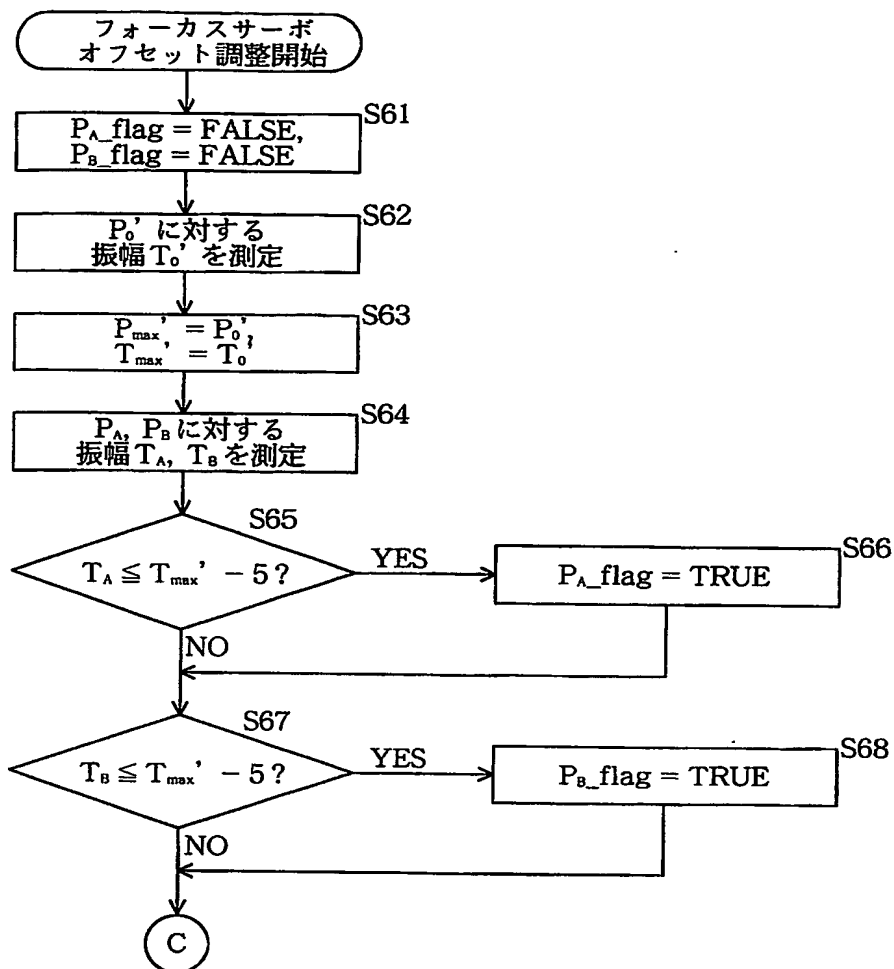 フォーカスサーボ
オフセット調整開始
S61
P_A_flag = FALSE,
P_B_flag = FALSE
S62
P₀' に対する
振幅 T₀' を測定
S63
P_max' = P₀',
T_max' = T₀'
S64
P_A, P_B に対する
振幅 T_A, T_B を測定
S65
T_A ≦ T_max' − 5?
YES
S66
P_A_flag = TRUE
NO
S67
T_B ≦ T_max' − 5?
YES
S68
P_B_flag = TRUE
NO
C